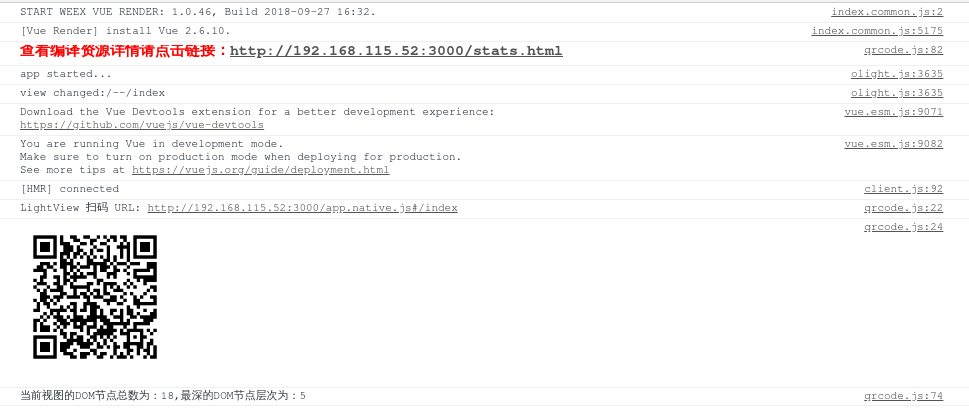 START WEEX VUE RENDER: 1.0.46, Build 2018-09-27 16:32. index.common.js:2
[Vue Render] install Vue 2.6.10. index.common.js:5175
查看编译资源详情请点击链接：http://192.168.115.52:3000/stats.html qrcode.js:82
app started... olight.js:3635
view changed:/--/index olight.js:3635
Download the Vue Devtools extension for a better development experience: vue.esm.js:9071
https://github.com/vuejs/vue-devtools
You are running Vue in development mode. vue.esm.js:9082
Make sure to turn on production mode when deploying for production.
See more tips at https://vuejs.org/guide/deployment.html
[HMR] connected client.js:92
LightView 扫码 URL: http://192.168.115.52:3000/app.native.js#/index qrcode.js:22
qrcode.js:24
当前视图的DOM节点总数为：18,最深的DOM节点层次为：5 qrcode.js:74